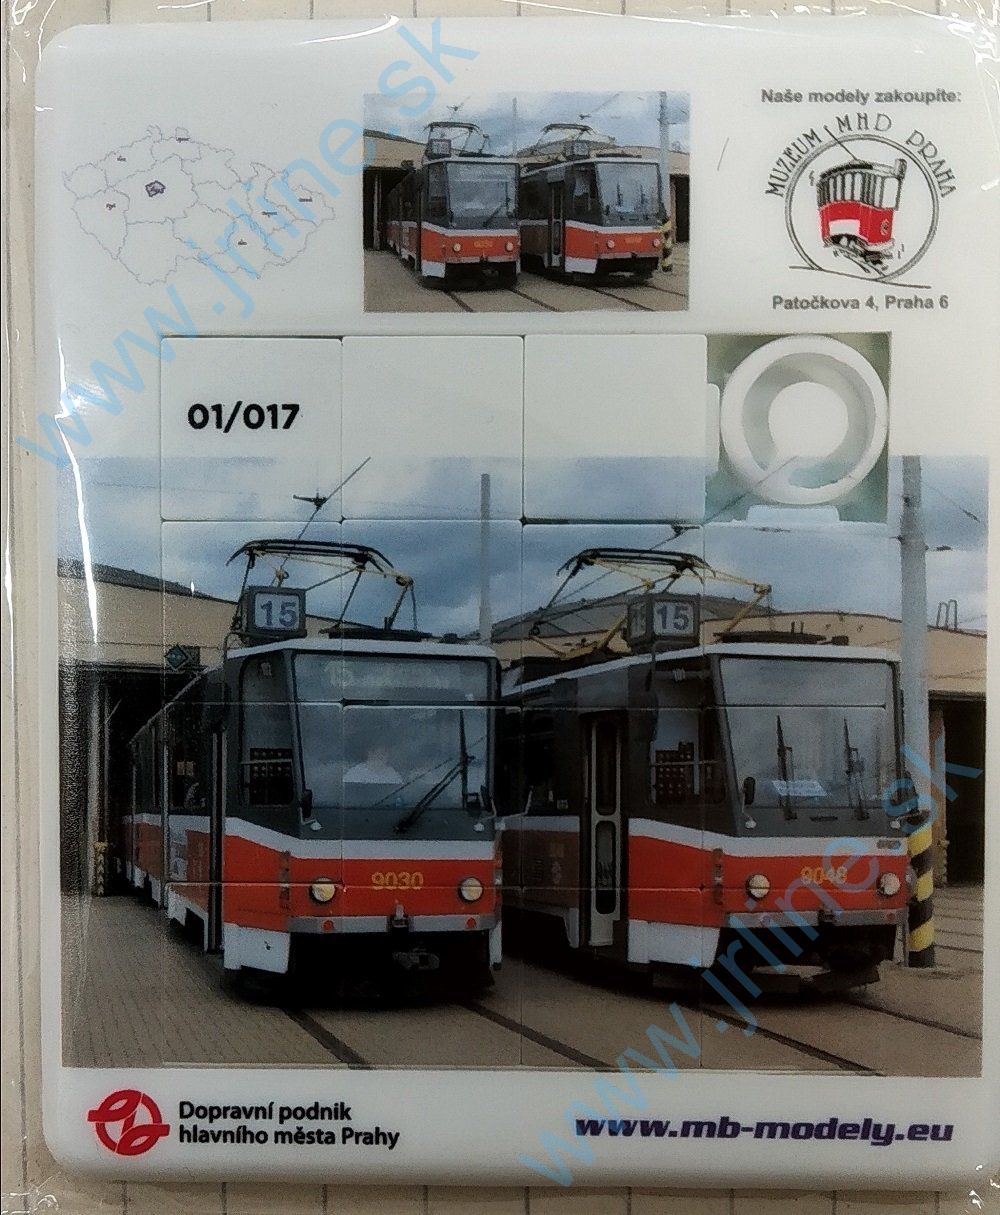 Naše modely zakoupíte:
MUZEUM MHD PRAHA
Patočkova 4, Praha 6
01/017
15
15
9030
9048
Dopravní podnik
hlavního města Prahy
www.mb-modely.eu
www.jrline.sk
www.jrline.sk